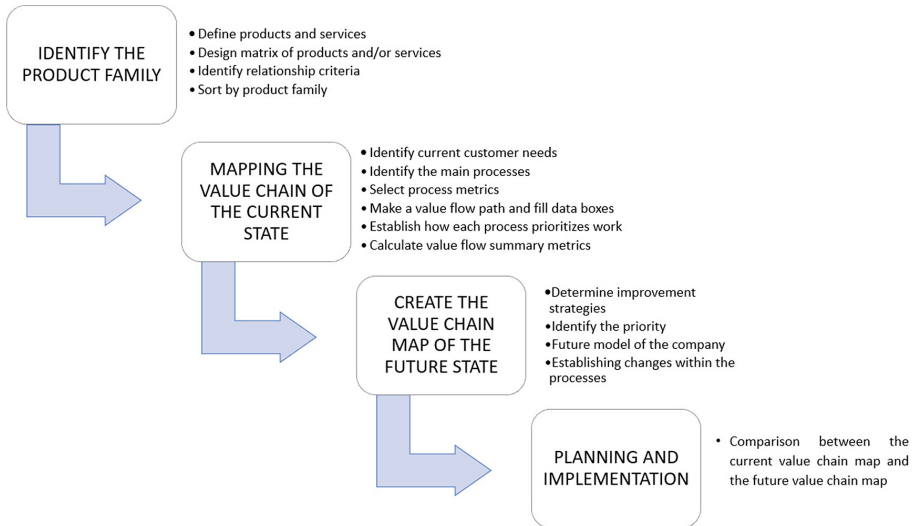 IDENTIFY THE
PRODUCT FAMILY
• Define products and services
• Design matrix of products and/or services
• Identify relationship criteria
• Sort by product family
MAPPING THE
VALUE CHAIN OF
THE CURRENT
STATE
• Identify current customer needs
• Identify the main processes
• Select process metrics
• Make a value flow path and fill data boxes
• Establish how each process prioritizes work
• Calculate value flow summary metrics
CREATE THE
VALUE CHAIN
MAP OF THE
FUTURE STATE
•Determine improvement
strategies
•Identify the priority
•Future model of the company
•Establishing changes within the
processes
PLANNING AND
IMPLEMENTATION
• Comparison between the
current value chain map and
the future value chain map